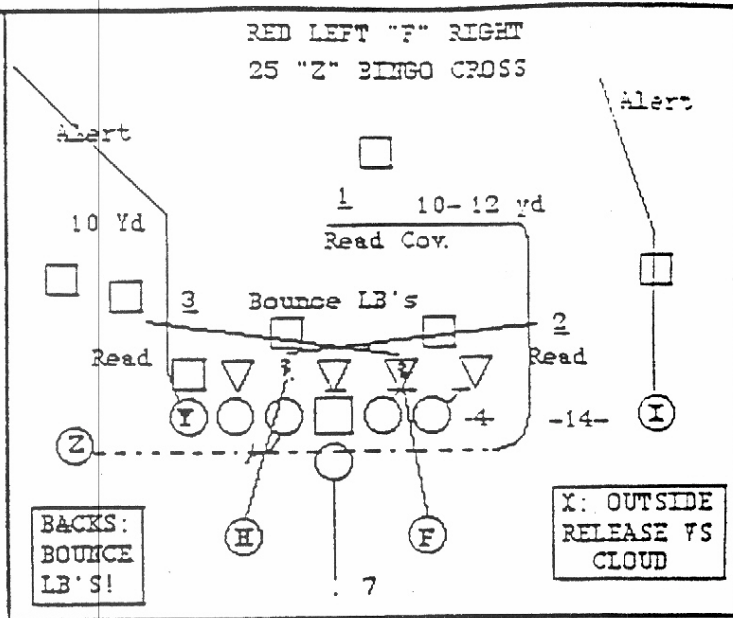 RED LEFT "F" RIGHT
25 "Z" BINGO CROSS
Alert
Alert
1
10-12 yd
10 Yd
Read Cov.
3
Bounce LB's
2
Read
Read
Y
-4-
-14-
X
Z
H
F
BACKS:
BOUNCE
LB'S!
X: OUTSIDE
RELEASE VS
CLOUD
7